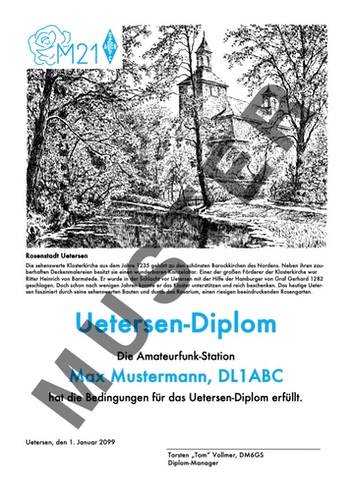 M21
Rosenstadt Uetersen
Die sehenswerte Klosterkirche aus dem Jahre 1235 gehört zu den schönsten Barockkirchen des Nordens. Neben ihren zau-
berhaften Deckenmalereien besitzt sie einen wunderbaren Kanzelaltar. Einer der großen Förderer der Klosterkirche war
Ritter Heinrich von Barmstede. Er wurde in der Schlacht vor Uetersen mit der Hilfe der Hamburger von Graf Gerhard 1282
geschlagen. Doch schon nach wenigen Jahren konnte er das Kloster unterstützen und reich beschenken. Das heutige Ueter-
sen fasziniert durch seine sehenswerten Bauten und durch das Rosarium, einen riesigen beeindruckenden Rosengarten.
Uetersen-Diplom
Die Amateurfunk-Station
Max Mustermann, DL1ABC
hat die Bedingungen für das Uetersen-Diplom erfüllt.
Uetersen, den 1. Januar 2099
Torsten „Tom" Vollmer, DM6GS
Diplom-Manager
MUSTER